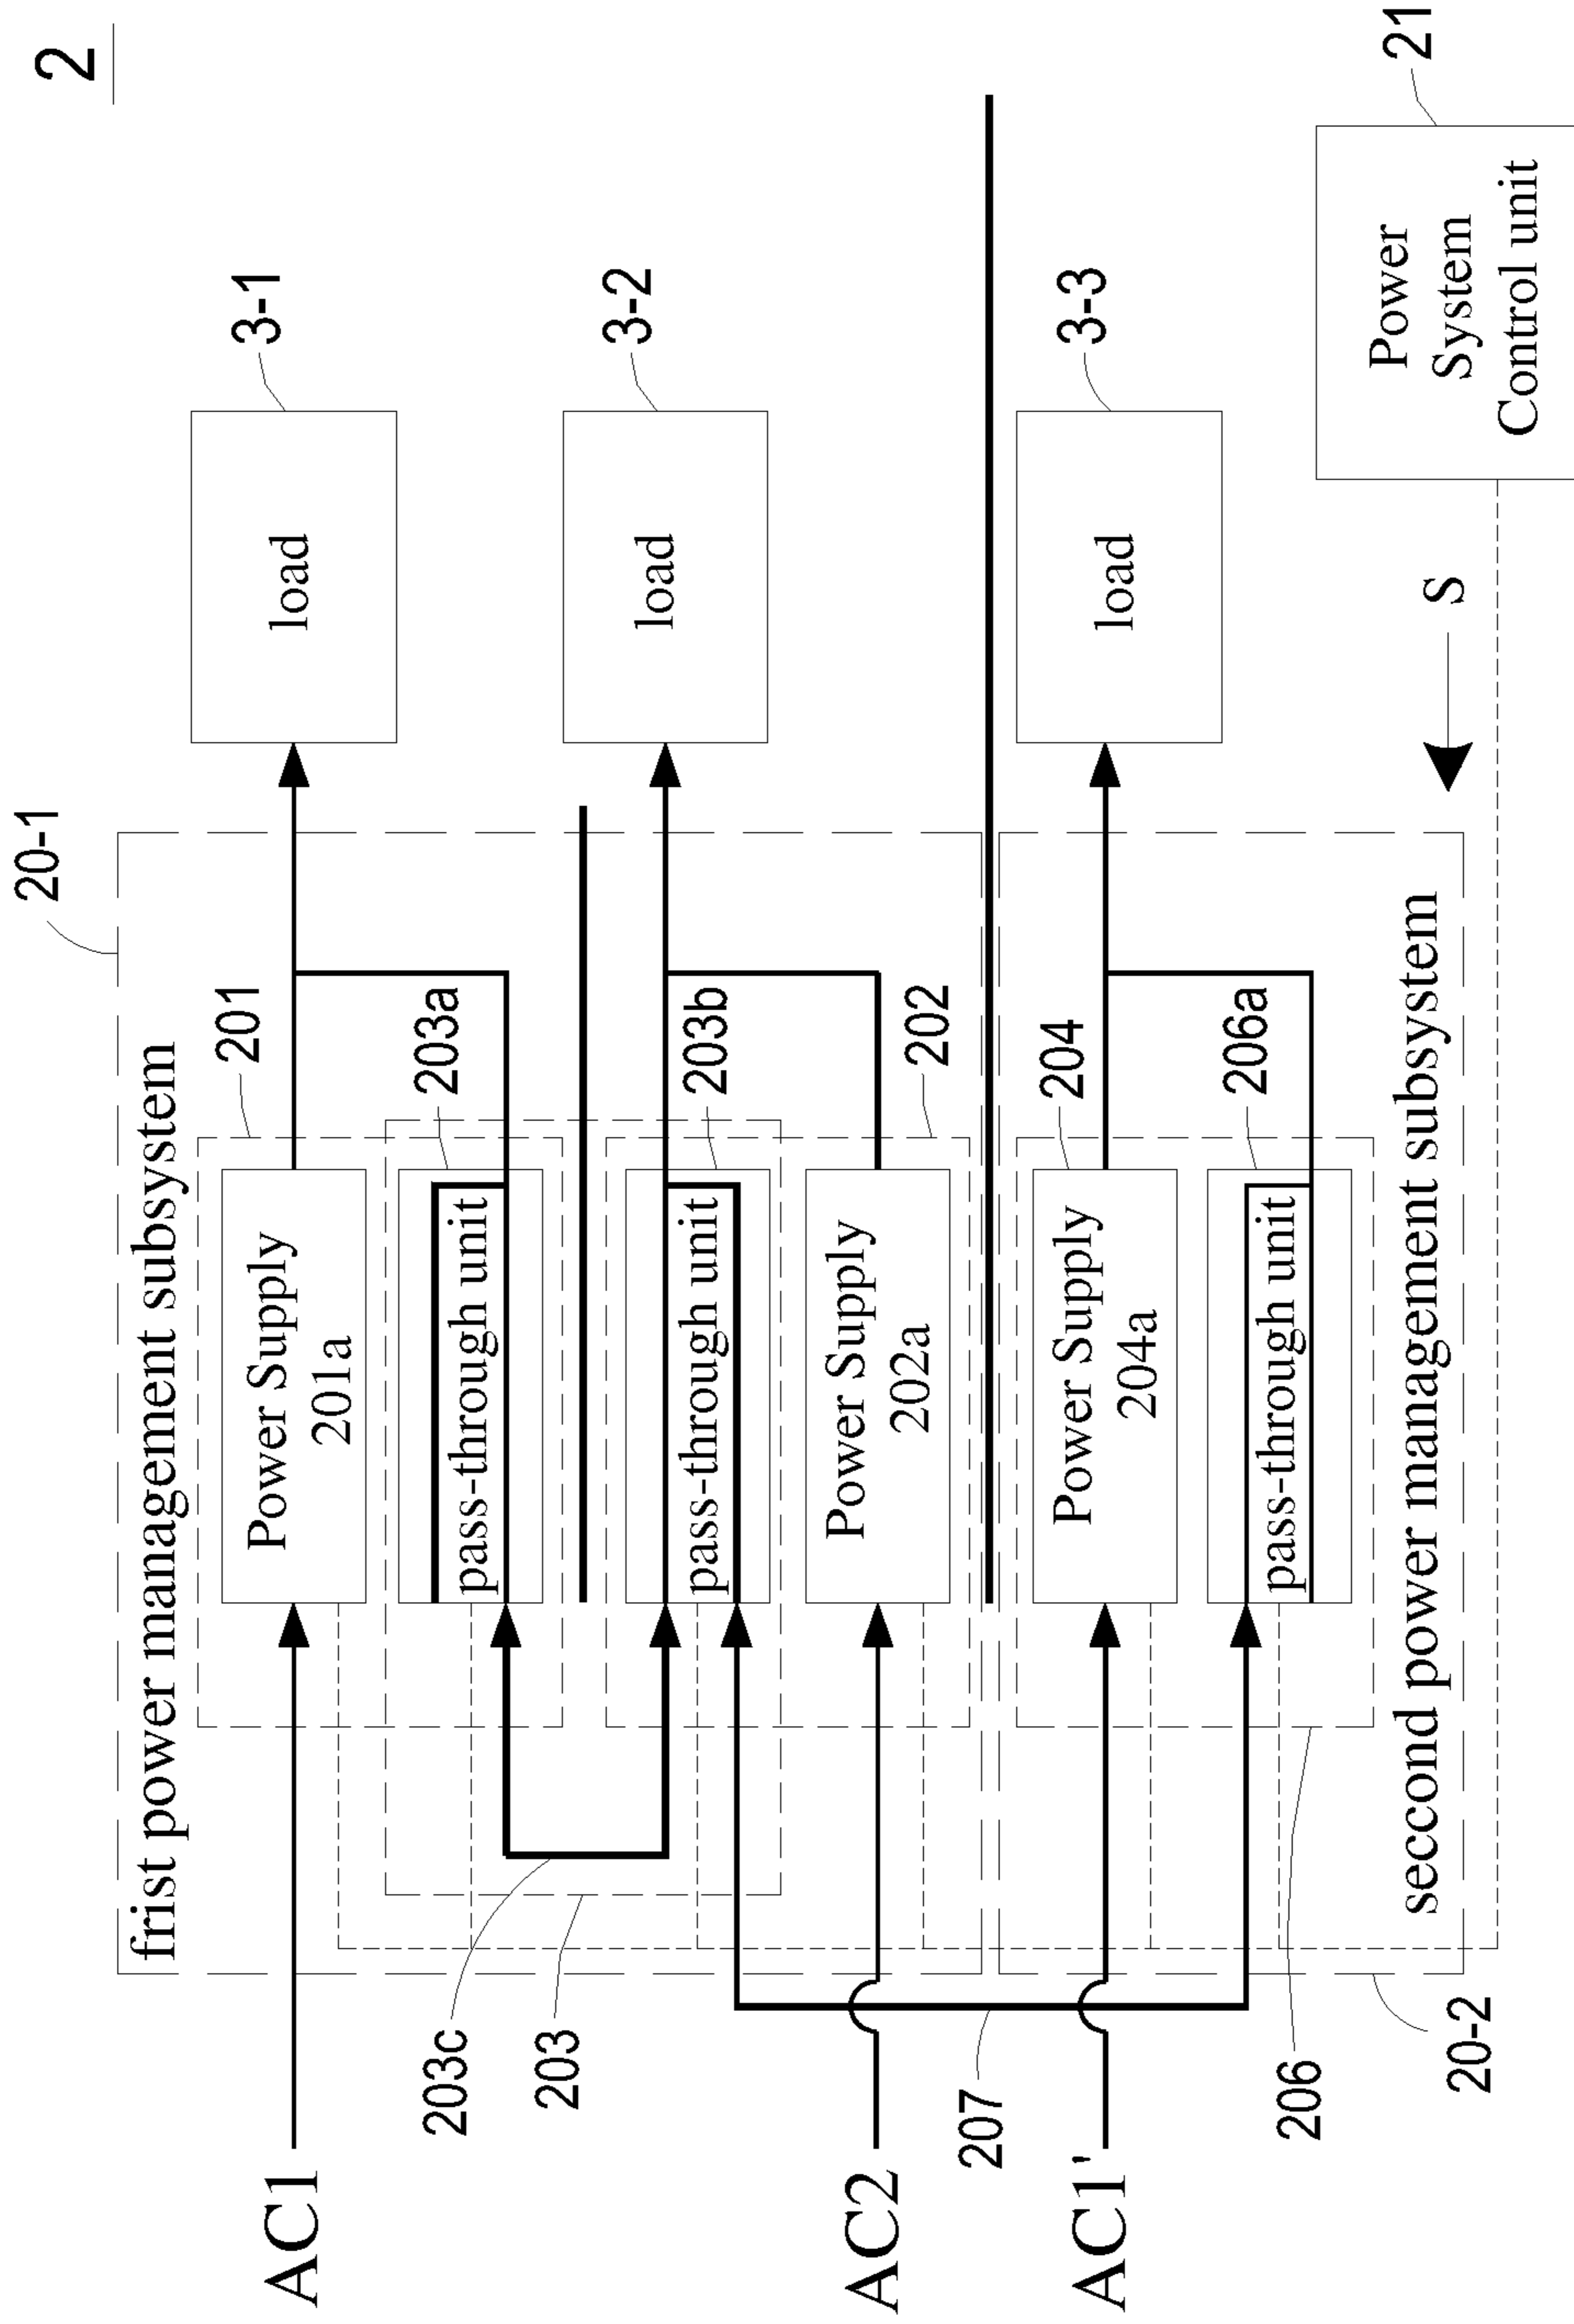 2
20-1
frist power management subsystem
AC1
Power Supply
201a
201
load
3-1
pass-through unit
203a
203c
203
pass-through unit
203b
load
3-2
AC2
Power Supply
202a
202
207
AC1'
Power Supply
204a
204
load
3-3
pass-through unit
206a
206
seccond power management subsystem
20-2
S
Power
System
Control unit
21